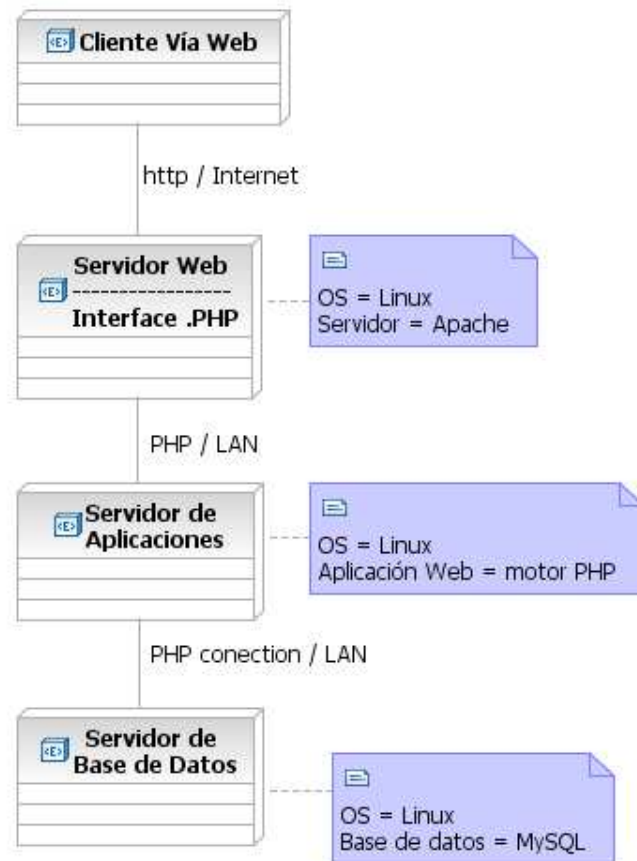 Cliente Vía Web
http / Internet
Servidor Web
-----------------
Interface .PHP
OS = Linux
Servidor = Apache
PHP / LAN
Servidor de
Aplicaciones
OS = Linux
Aplicación Web = motor PHP
PHP conection / LAN
Servidor de
Base de Datos
OS = Linux
Base de datos = MySQL